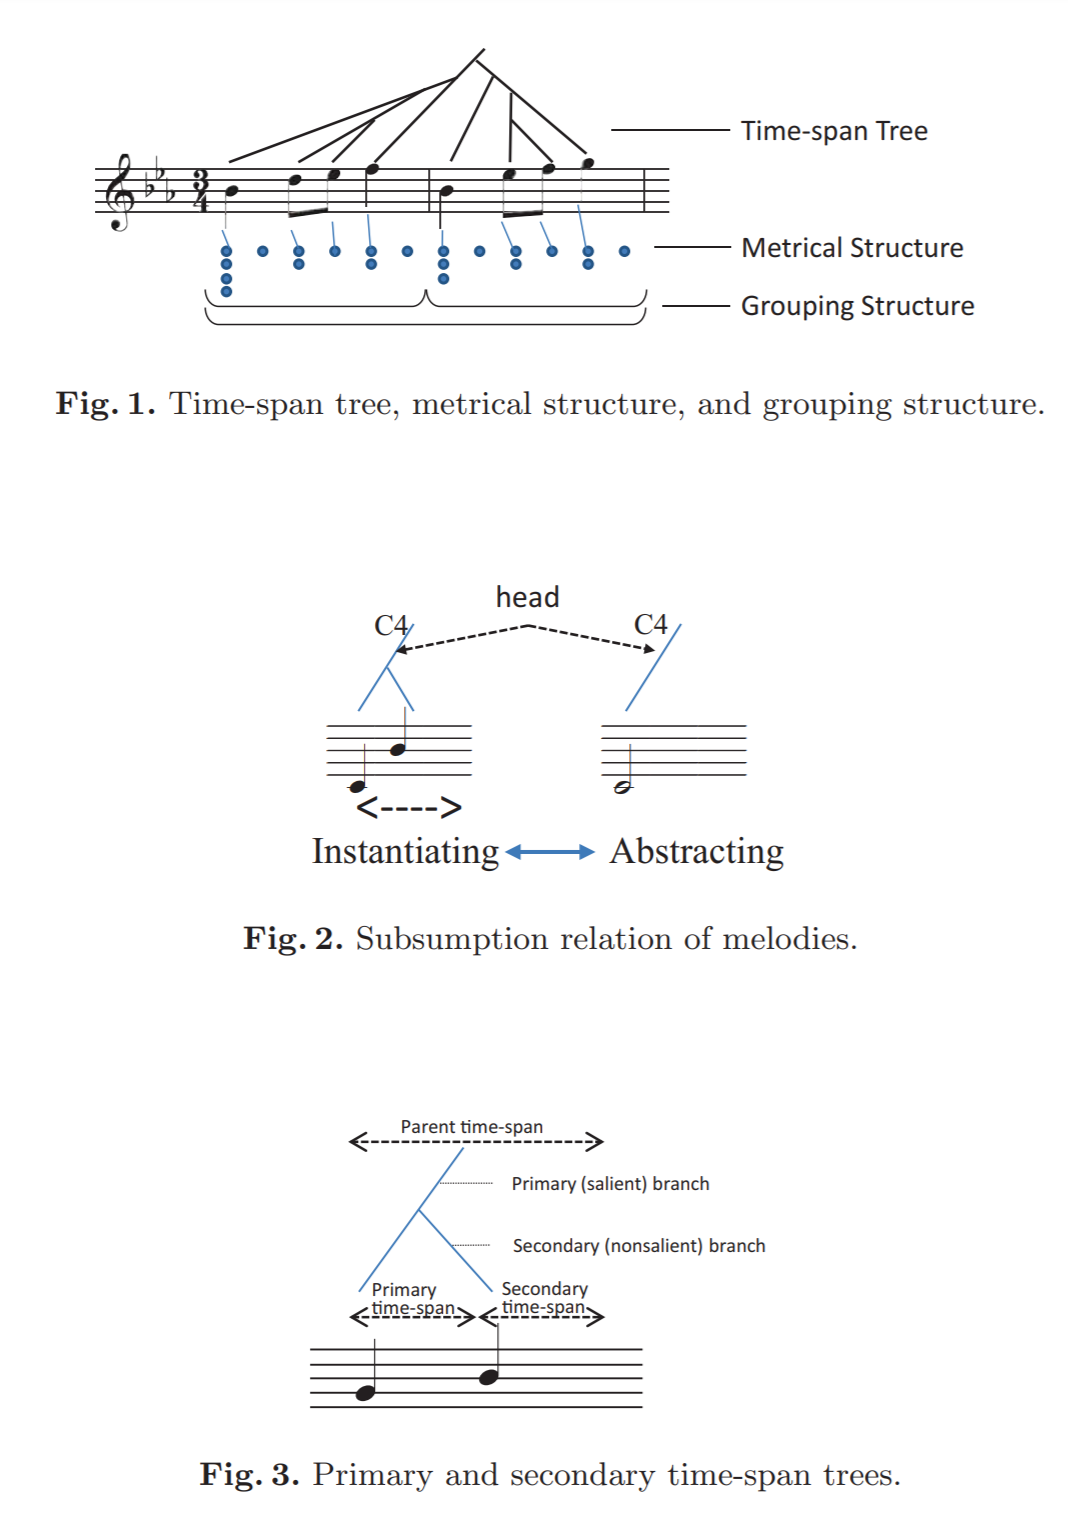 3
4
Time-span Tree
Metrical Structure
Grouping Structure
Fig. 1. Time-span tree, metrical structure, and grouping structure.
head
C4
C4
<---->
Instantiating
Abstracting
Fig. 2. Subsumption relation of melodies.
Parent time-span
Primary (salient) branch
Secondary (nonsalient) branch
Primary
time-span
Secondary
time-span
Fig. 3. Primary and secondary time-span trees.